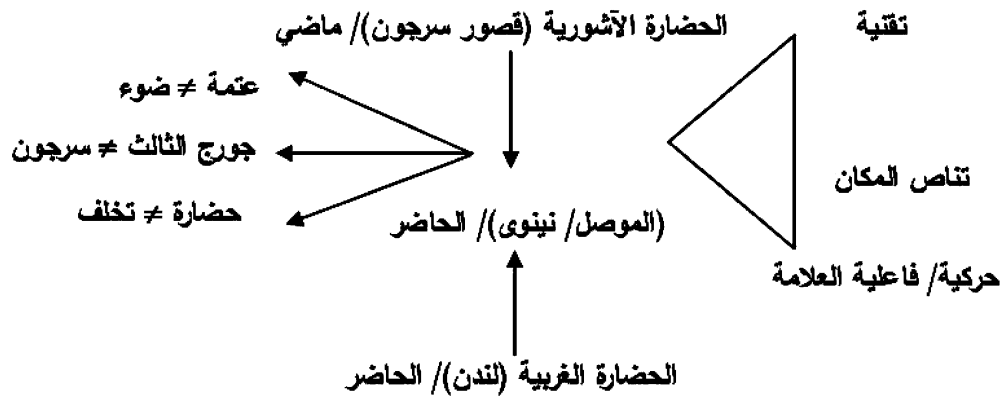 تقنية
الحضارة الآشورية (قصور سرجون)/ ماضي
عتمة ≠ ضوء
جورج الثالث ≠ سرجون
تناص المكان
حضارة ≠ تخلف
(الموصل/ نينوى)/ الحاضر
حركية/ فاعلية العلامة
الحضارة الغربية (لندن)/ الحاضر